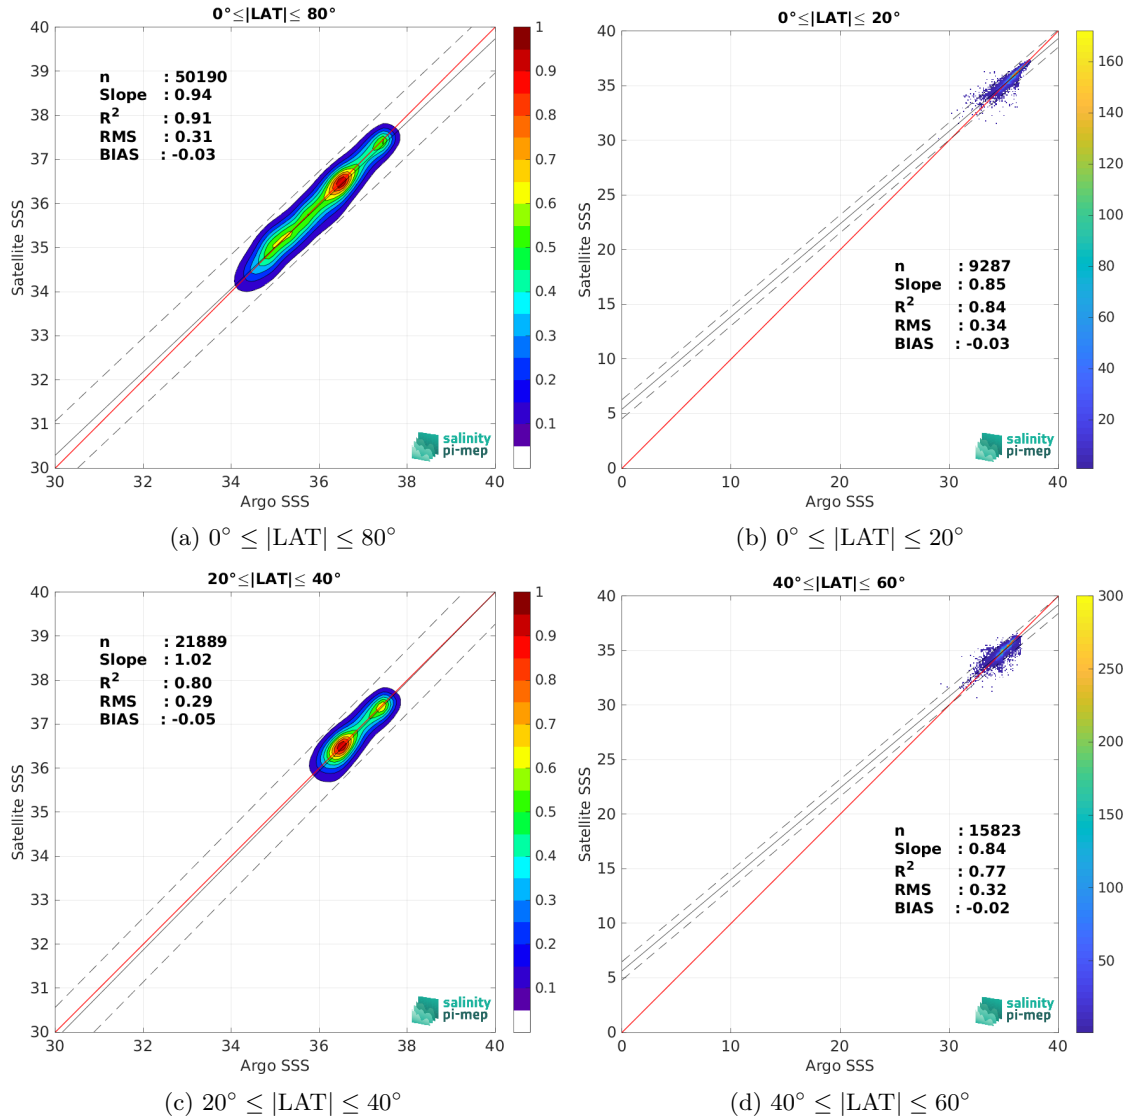 0°≤|LAT|≤ 80°
n : 50190
Slope : 0.94
R² : 0.91
RMS : 0.31
BIAS : -0.03
40
39
38
37
36
35
34
33
32
31
30
30 32 34 36 38 40
Satellite SSS
Argo SSS
1
0.9
0.8
0.7
0.6
0.5
0.4
0.3
0.2
0.1
salinity
pi-mep
(a) 0° ≤ |LAT| ≤ 80°
0°≤|LAT|≤ 20°
n : 9287
Slope : 0.85
R² : 0.84
RMS : 0.34
BIAS : -0.03
40
35
30
25
20
15
10
5
0
0 10 20 30 40
Satellite SSS
Argo SSS
160
140
120
100
80
60
40
20
salinity
pi-mep
(b) 0° ≤ |LAT| ≤ 20°
20°≤|LAT|≤ 40°
n : 21889
Slope : 1.02
R² : 0.80
RMS : 0.29
BIAS : -0.05
40
39
38
37
36
35
34
33
32
31
30
30 32 34 36 38 40
Satellite SSS
Argo SSS
1
0.9
0.8
0.7
0.6
0.5
0.4
0.3
0.2
0.1
salinity
pi-mep
(c) 20° ≤ |LAT| ≤ 40°
40°≤|LAT|≤ 60°
n : 15823
Slope : 0.84
R² : 0.77
RMS : 0.32
BIAS : -0.02
40
35
30
25
20
15
10
5
0
0 10 20 30 40
Satellite SSS
Argo SSS
300
250
200
150
100
50
salinity
pi-mep
(d) 40° ≤ |LAT| ≤ 60°